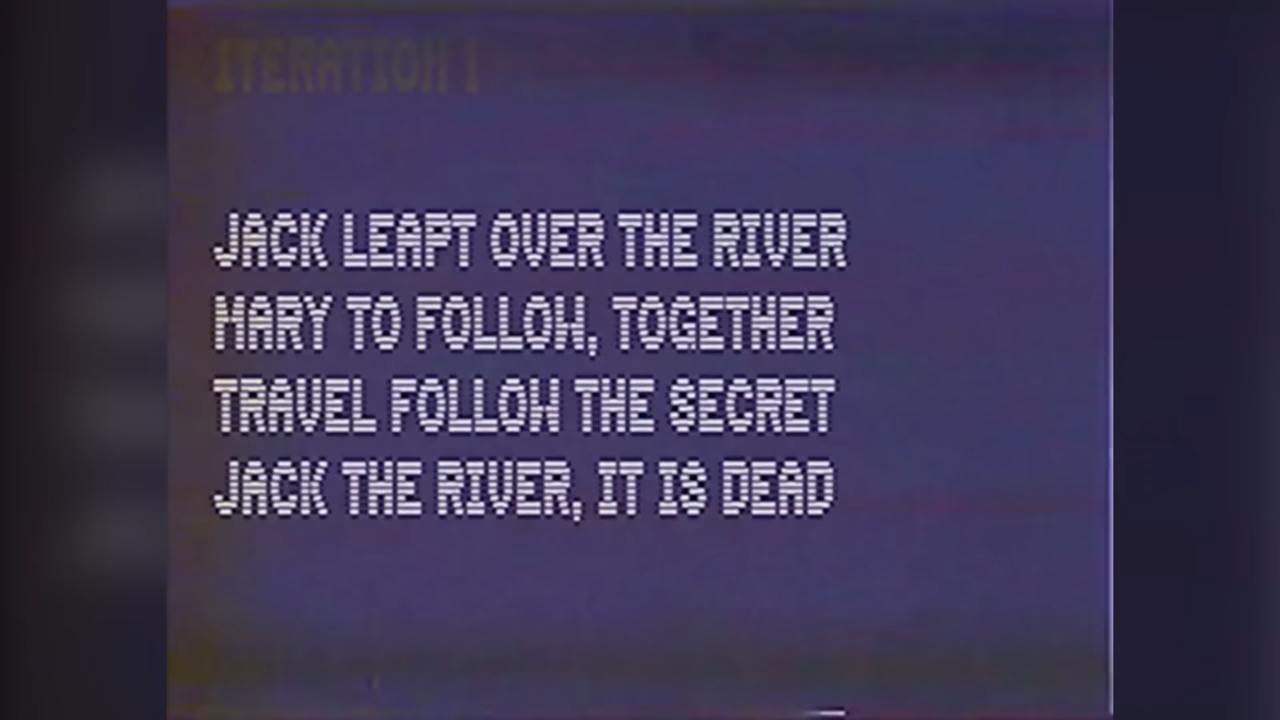 ITERATION 1
JACK LEAPT OVER THE RIVER
MARY TO FOLLOW, TOGETHER
TRAVEL FOLLOW THE SECRET
JACK THE RIVER, IT IS DEAD